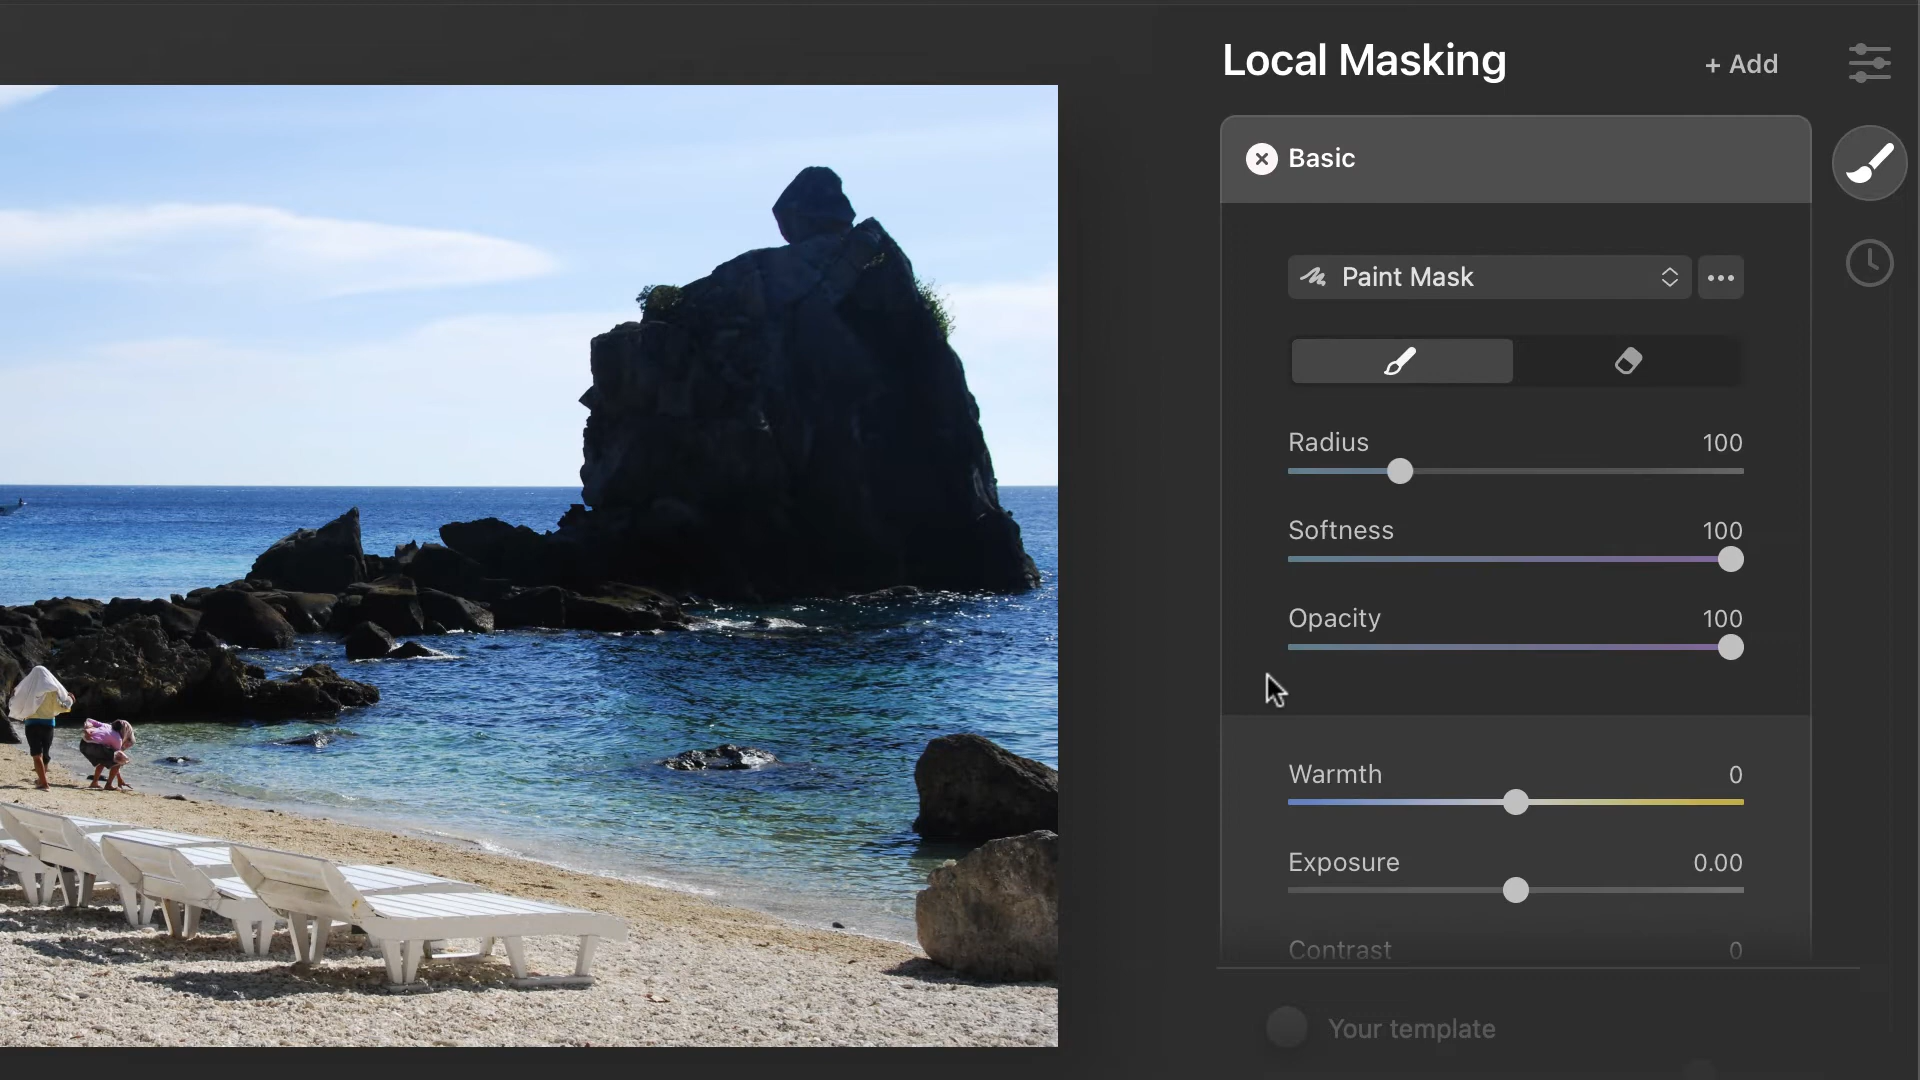 Local Masking
+ Add
Basic
Paint Mask
Radius 100
Softness 100
Opacity 100
Warmth 0
Exposure 0.00
Contrast 0
Your template